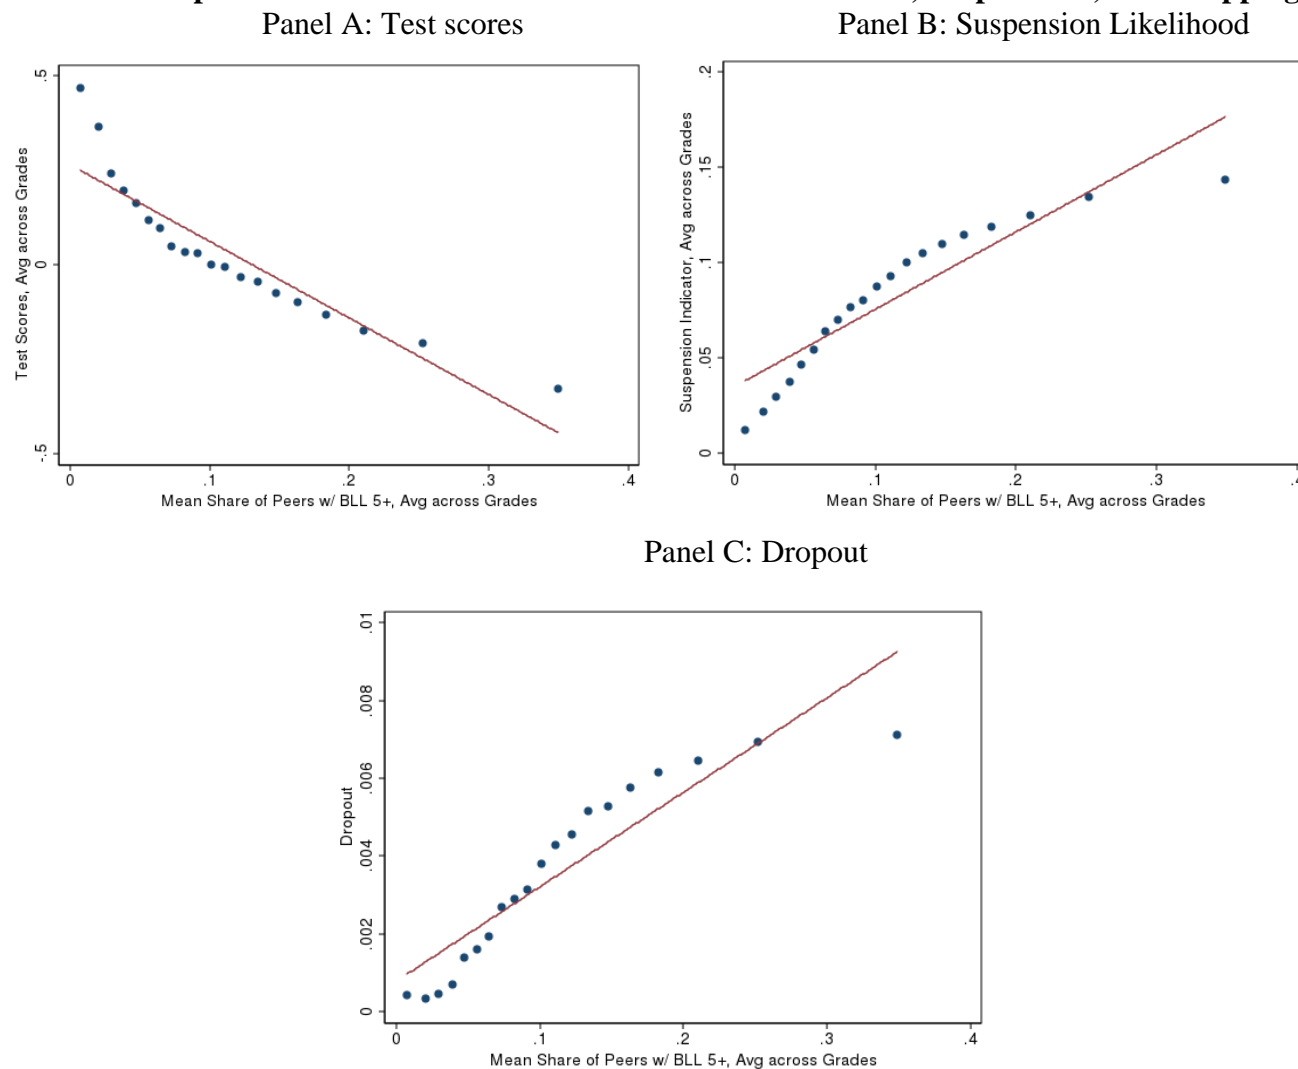 Panel A: Test scores
Panel B: Suspension Likelihood
Test Scores, Avg across Grades
.5
0
-.5
0 .1 .2 .3 .4
Mean Share of Peers w/ BLL 5+, Avg across Grades
Suspension Indicator, Avg across Grades
.2
.15
.1
.05
0
0 .1 .2 .3
Mean Share of Peers w/ BLL 5+, Avg across Grades
Panel C: Dropout
Dropout
.01
.008
.006
.004
.002
0
0 .1 .2 .3 .4
Mean Share of Peers w/ BLL 5+, Avg across Grades